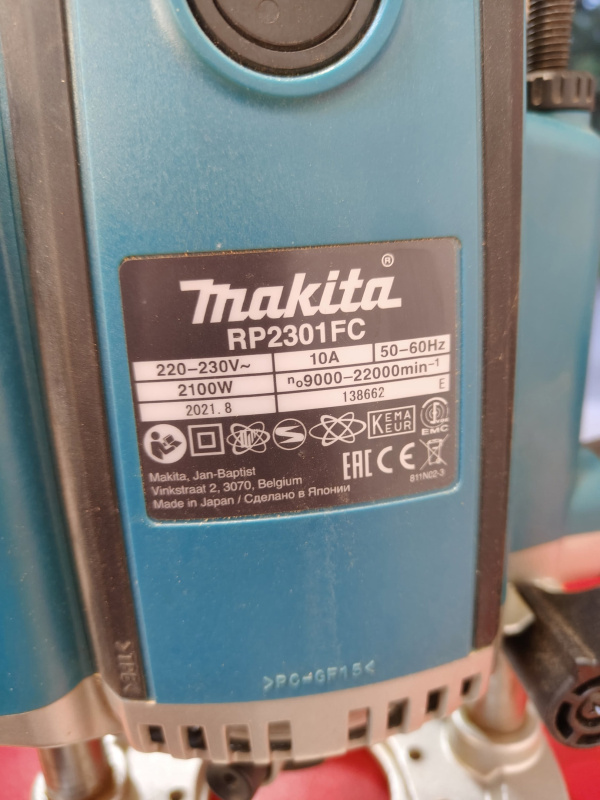 makita®
RP2301FC
220-230V~ 10A 50-60Hz
2100W n₀9000-22000min⁻¹
2021.8 138662 E
KEMA
KEUR
EMC
EAC CE
Makita, Jan-Baptist
Vinkstraat 2, 3070, Belgium
Made in Japan / Сделано в Японии
811N02-3
>PC-GF15<